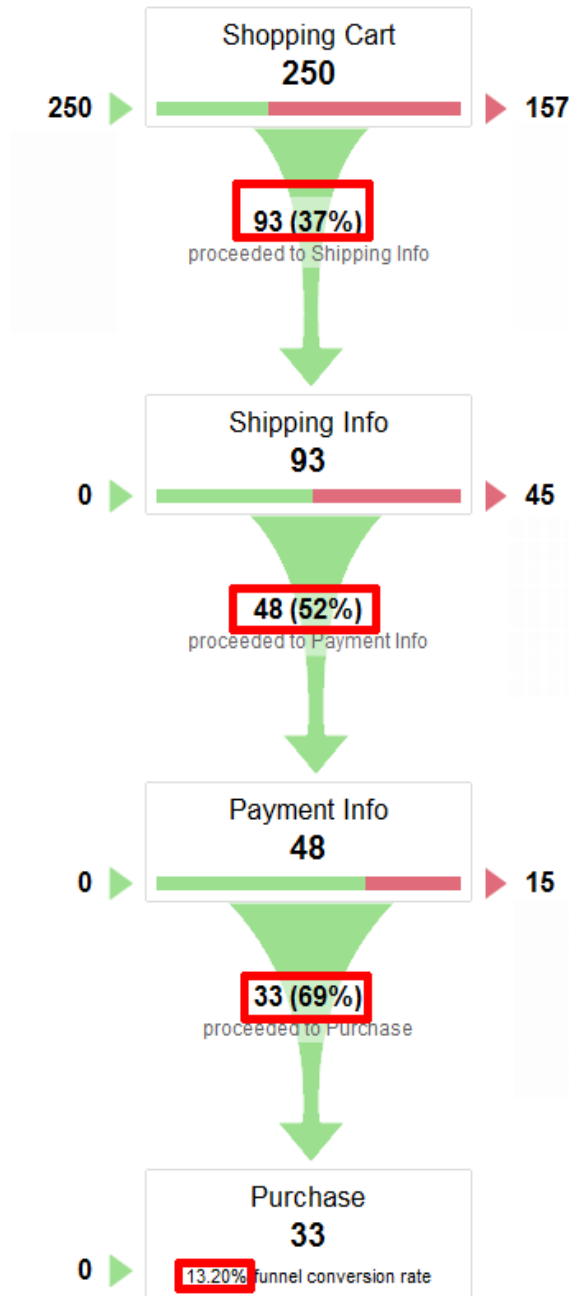 Shopping Cart
250
250
157
93 (37%)
proceeded to Shipping Info
Shipping Info
93
0
45
48 (52%)
proceeded to Payment Info
Payment Info
48
0
15
33 (69%)
proceeded to Purchase
Purchase
33
0
13.20% funnel conversion rate